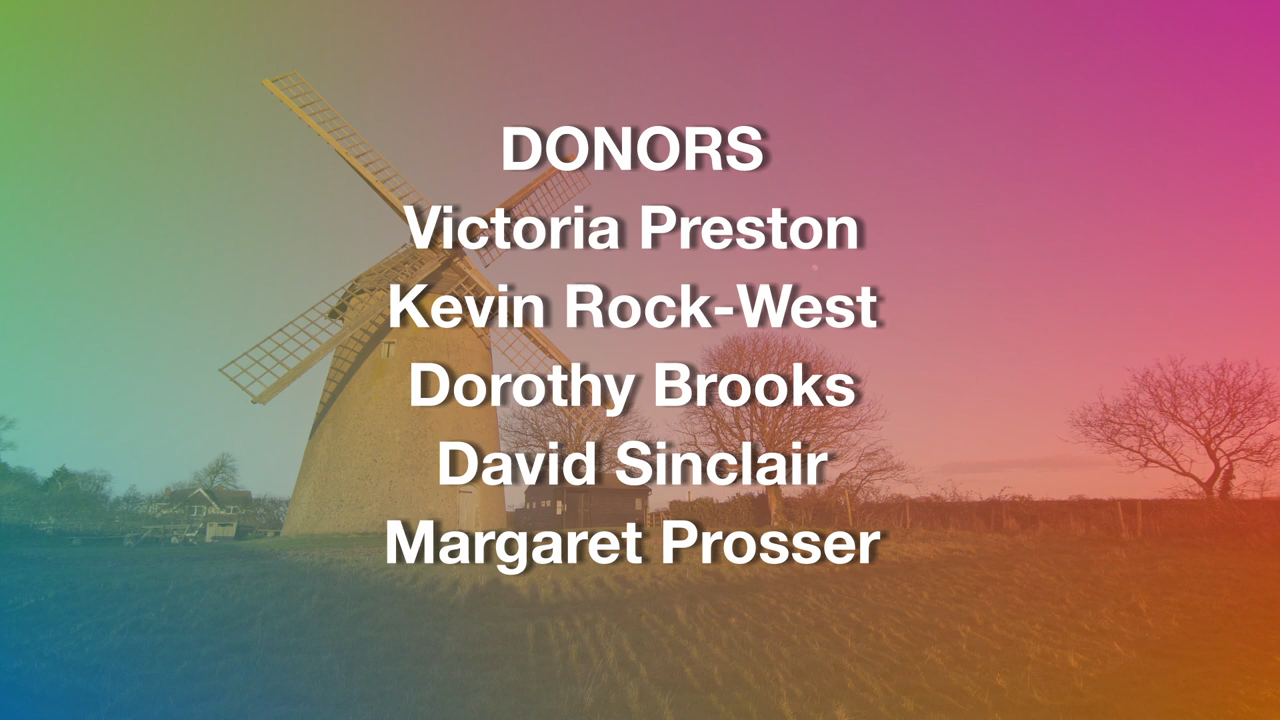 DONORS
Victoria Preston
Kevin Rock-West
Dorothy Brooks
David Sinclair
Margaret Prosser